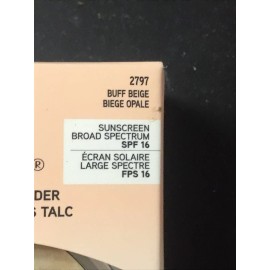 2797
BUFF BEIGE
BIEGE OPALE
SUNSCREEN
BROAD SPECTRUM
SPF 16
ÉCRAN SOLAIRE
LARGE SPECTRE
FPS 16
®
DER
S TALC